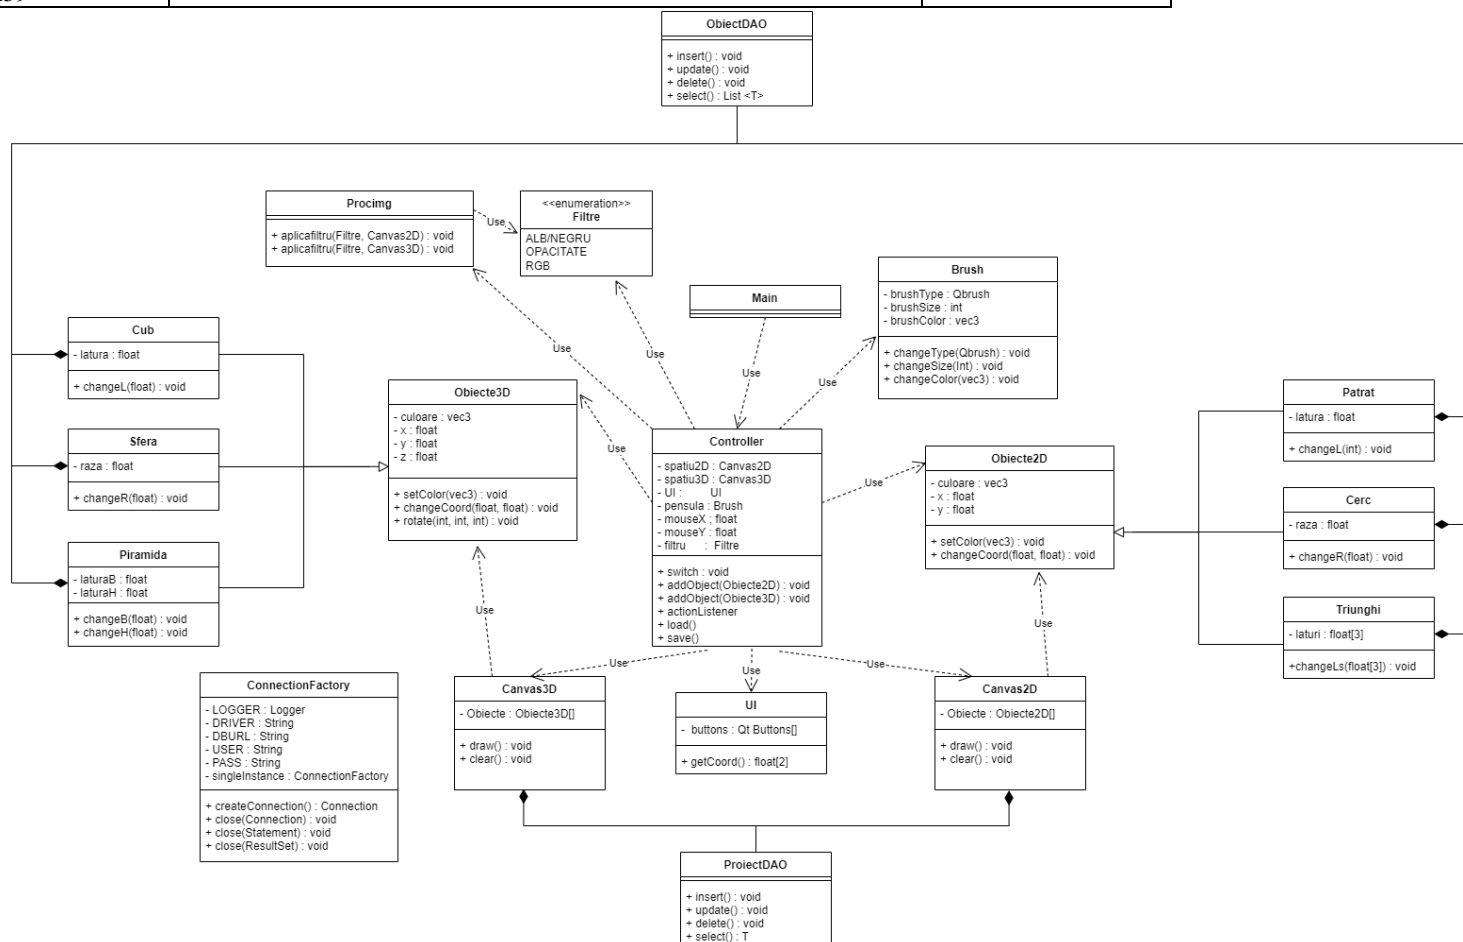 ObiectDAO
+ insert() : void
+ update() : void
+ delete() : void
+ select() : List <T>
Procimg
+ aplicafiltru(Filtre, Canvas2D) : void
+ aplicafiltru(Filtre, Canvas3D) : void
Use
<<enumeration>>
Filtre
ALB/NEGRU
OPACITATE
RGB
Main
Brush
- brushType : Qbrush
- brushSize : int
- brushColor : vec3
+ changeType(Qbrush) : void
+ changeSize(Int) : void
+ changeColor(vec3) : void
Cub
- latura : float
+ changeL(float) : void
Use
Use
Use
Use
Obiecte3D
- culoare : vec3
- x : float
- y : float
- z : float
+ setColor(vec3) : void
+ changeCoord(float, float) : void
+ rotate(int, int, int) : void
Patrat
- latura : float
+ changeL(int) : void
Sfera
- raza : float
+ changeR(float) : void
Use
Controller
- spatiu2D : Canvas2D
- spatiu3D : Canvas3D
- UI : UI
- pensula : Brush
- mouseX ; float
- mouseY : float
- filtru : Filtre
+ switch : void
+ addObject(Obiecte2D) : void
+ addObject(Obiecte3D) : void
+ actionListener
+ load()
+ save()
Use
Obiecte2D
- culoare : vec3
- x : float
- y : float
+ setColor(vec3) : void
+ changeCoord(float, float) : void
Cerc
- raza : float
+ changeR(float) : void
Piramida
- laturaB : float
- laturaH : float
+ changeB(float) : void
+ changeH(float) : void
Triunghi
- laturi : float[3]
+changeLs(float[3]) : void
Use
Use
Use
Use
Use
ConnectionFactory
- LOGGER : Logger
- DRIVER : String
- DBURL : String
- USER : String
- PASS : String
- singleInstance : ConnectionFactory
+ createConnection() : Connection
+ close(Connection) : void
+ close(Statement) : void
+ close(ResultSet) : void
Canvas3D
- Obiecte : Obiecte3D[]
+ draw() : void
+ clear() : void
UI
- buttons : Qt Buttons[]
+ getCoord() : float[2]
Canvas2D
- Obiecte : Obiecte2D[]
+ draw() : void
+ clear() : void
ProiectDAO
+ insert() : void
+ update() : void
+ delete() : void
+ select() : T